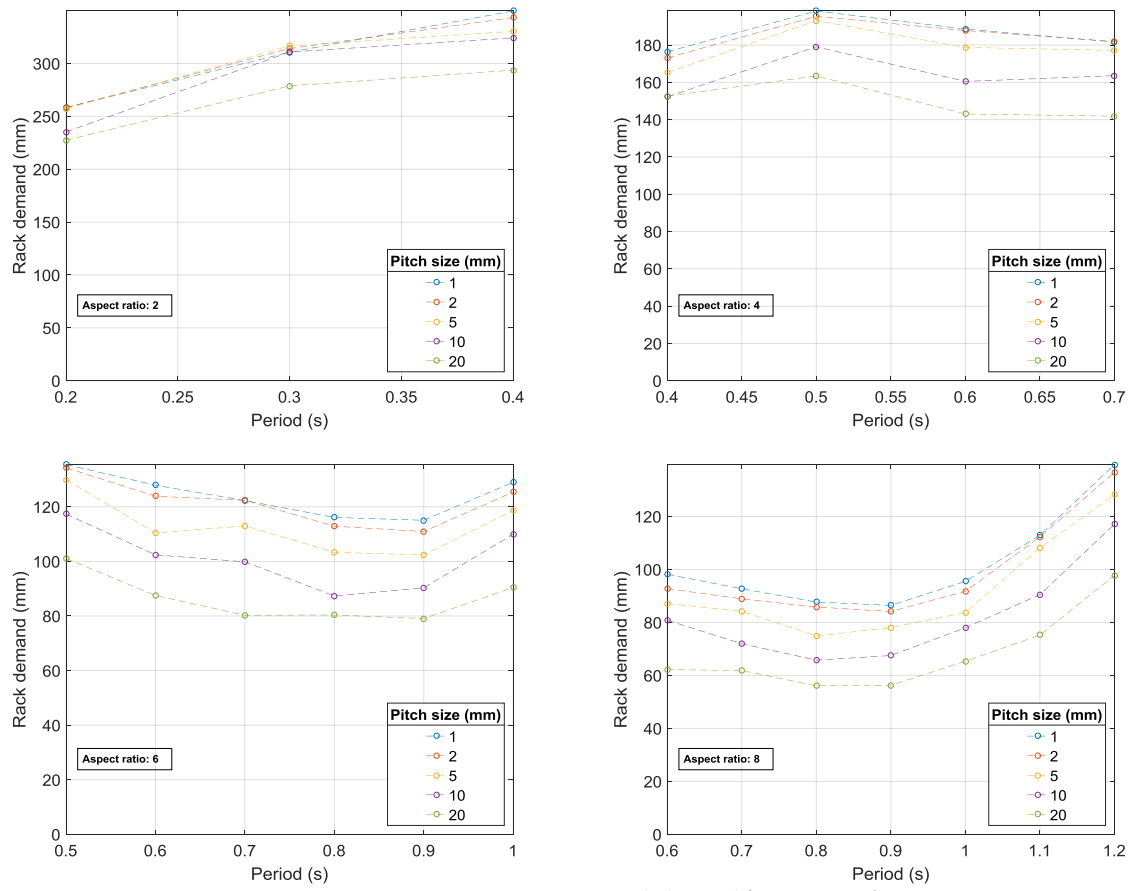 300
250
200
150
100
50
0
Rack demand (mm)
Aspect ratio: 2
Pitch size (mm)
1
2
5
10
20
0.2 0.25 0.3 0.35 0.4
Period (s)
180
160
140
120
100
80
60
40
20
0
Rack demand (mm)
Aspect ratio: 4
Pitch size (mm)
1
2
5
10
20
0.4 0.45 0.5 0.55 0.6 0.65 0.7
Period (s)
120
100
80
60
40
20
0
Rack demand (mm)
Aspect ratio: 6
Pitch size (mm)
1
2
5
10
20
0.5 0.6 0.7 0.8 0.9 1
Period (s)
120
100
80
60
40
20
0
Rack demand (mm)
Aspect ratio: 8
Pitch size (mm)
1
2
5
10
20
0.6 0.7 0.8 0.9 1 1.1 1.2
Period (s)